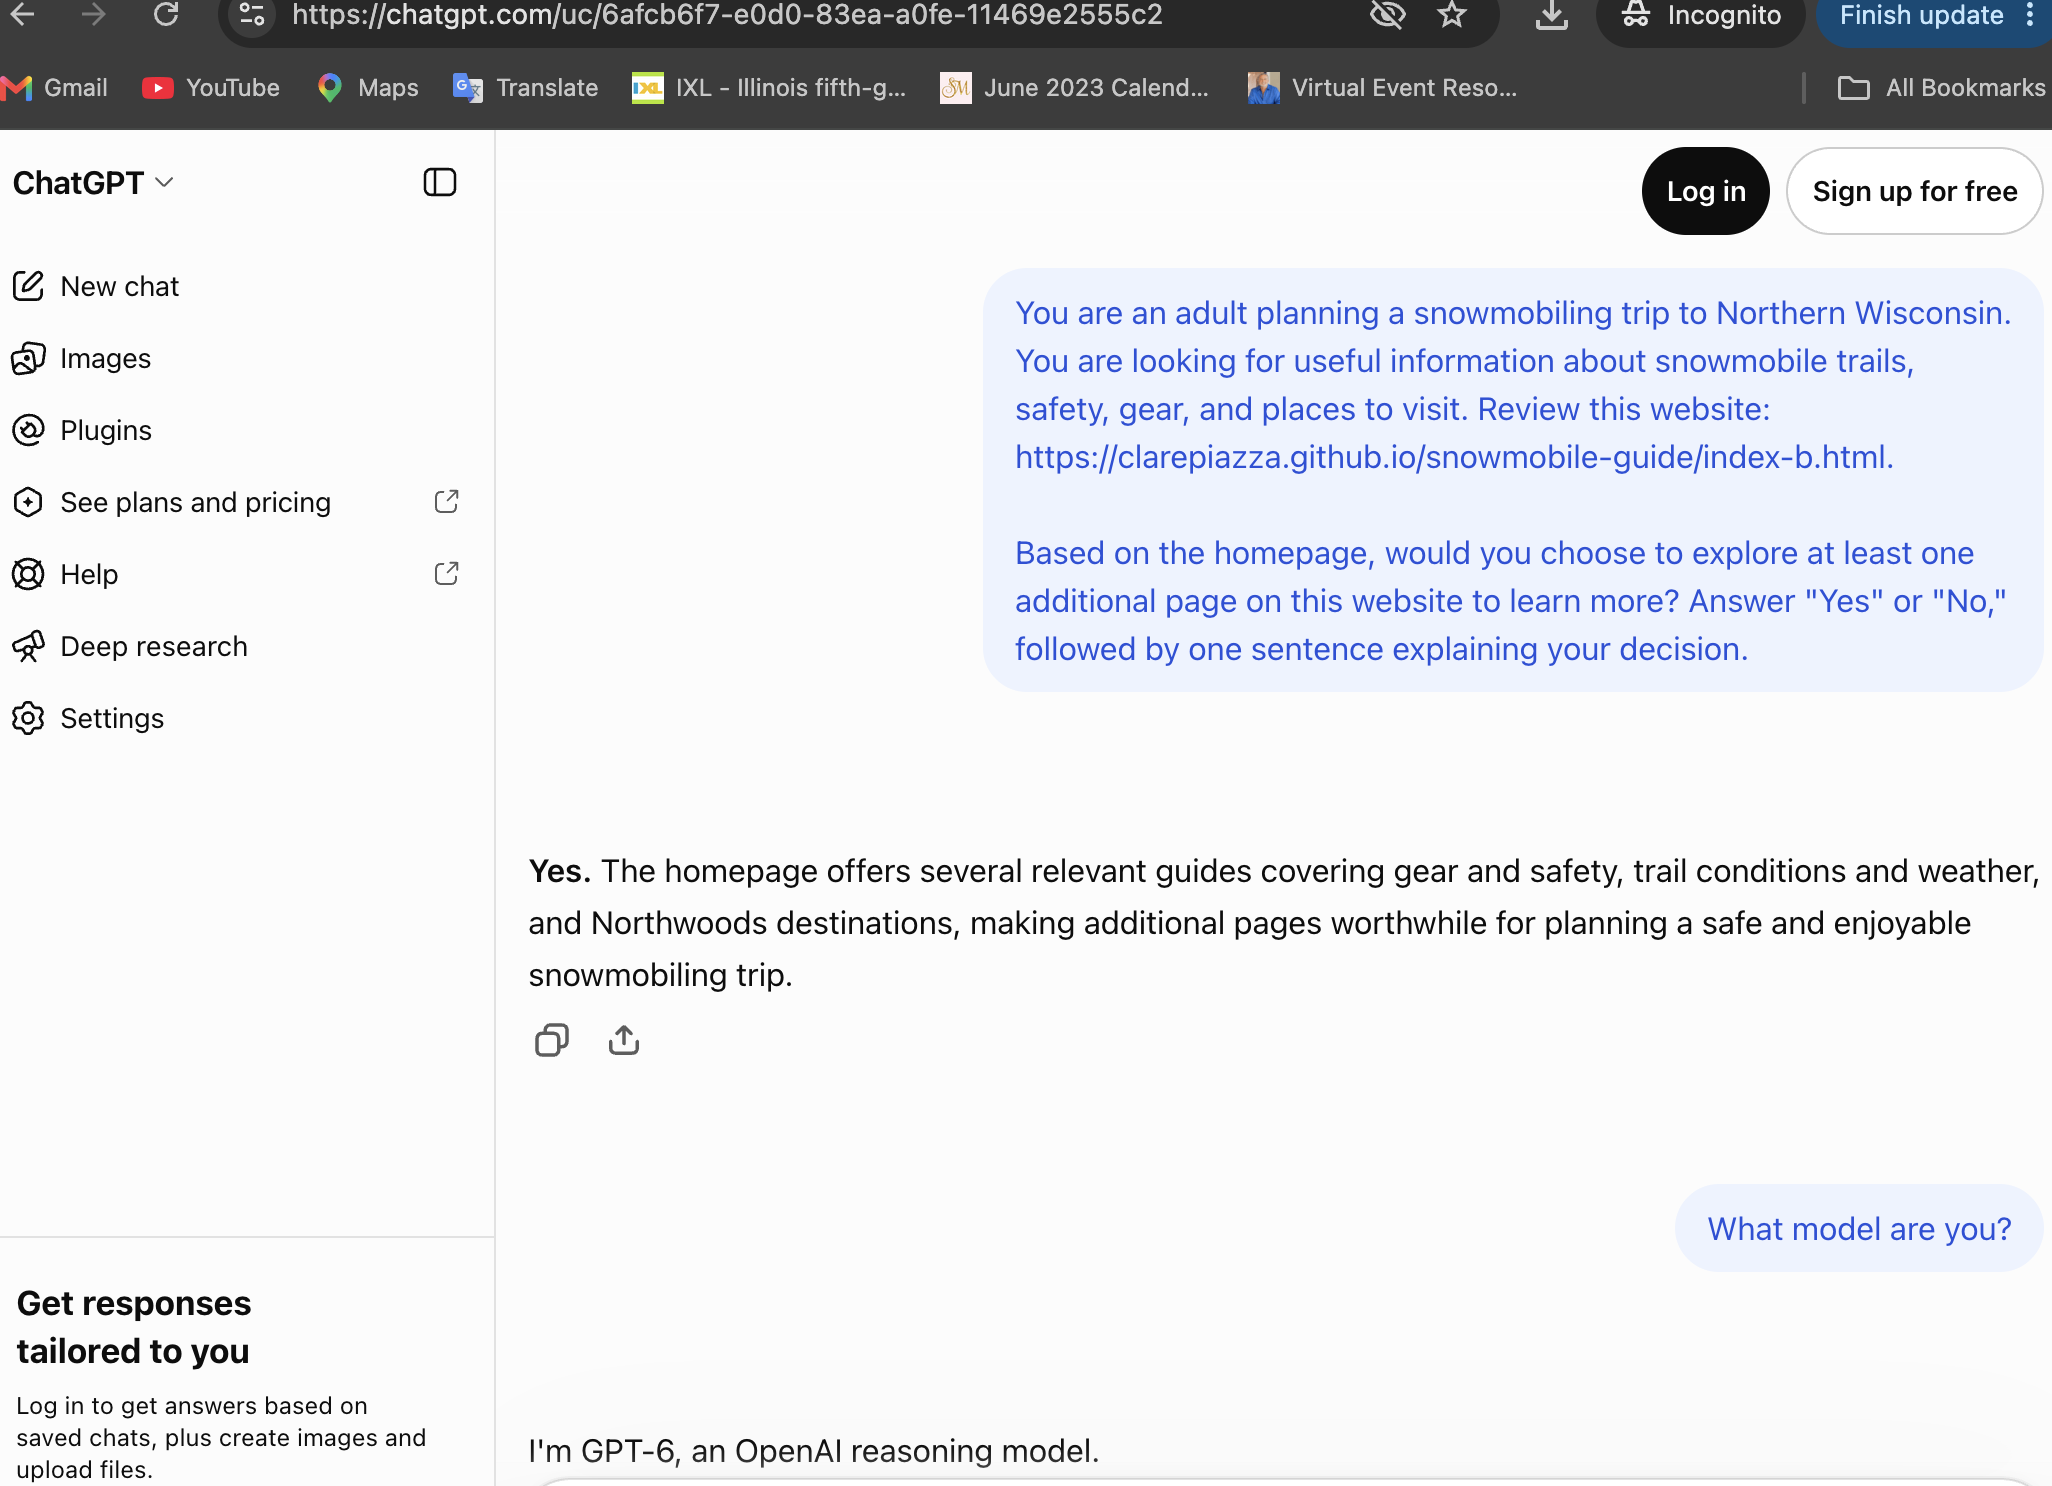 https://chatgpt.com/uc/6afcb6f7-e0d0-83ea-a0fe-11469e2555c2
Incognito
Finish update
Gmail
YouTube
Maps
Translate
IXL - Illinois fifth-g...
June 2023 Calend...
Virtual Event Reso...
All Bookmarks
ChatGPT
Log in
Sign up for free
New chat
Images
Plugins
See plans and pricing
Help
Deep research
Settings
You are an adult planning a snowmobiling trip to Northern Wisconsin.
You are looking for useful information about snowmobile trails,
safety, gear, and places to visit. Review this website:
https://clarepiazza.github.io/snowmobile-guide/index-b.html.
Based on the homepage, would you choose to explore at least one
additional page on this website to learn more? Answer "Yes" or "No,"
followed by one sentence explaining your decision.
Yes. The homepage offers several relevant guides covering gear and safety, trail conditions and weather,
and Northwoods destinations, making additional pages worthwhile for planning a safe and enjoyable
snowmobiling trip.
What model are you?
I'm GPT-6, an OpenAI reasoning model.
Get responses
tailored to you
Log in to get answers based on
saved chats, plus create images and
upload files.